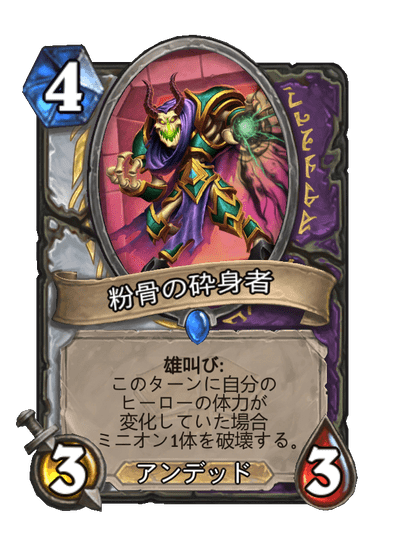 4
粉骨の砕身者
雄叫び:
このターンに自分の
ヒーローの体力が
変化していた場合
ミニオン1体を破壊する。
3
アンデッド
3